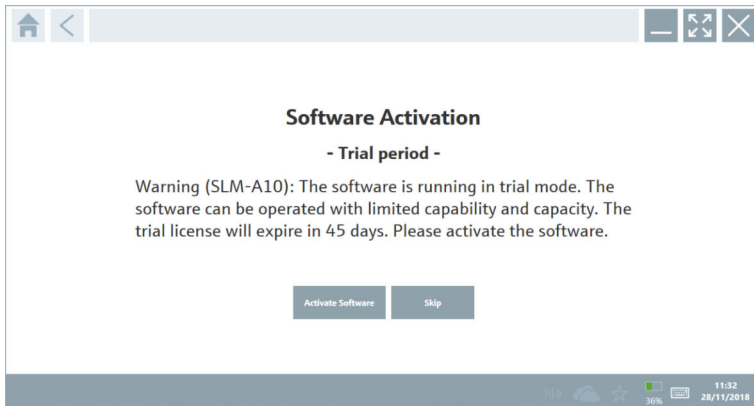 Software Activation
- Trial period -
Warning (SLM-A10): The software is running in trial mode. The
software can be operated with limited capability and capacity. The
trial license will expire in 45 days. Please activate the software.
Activate Software
Skip
36%
11:32
28/11/2018